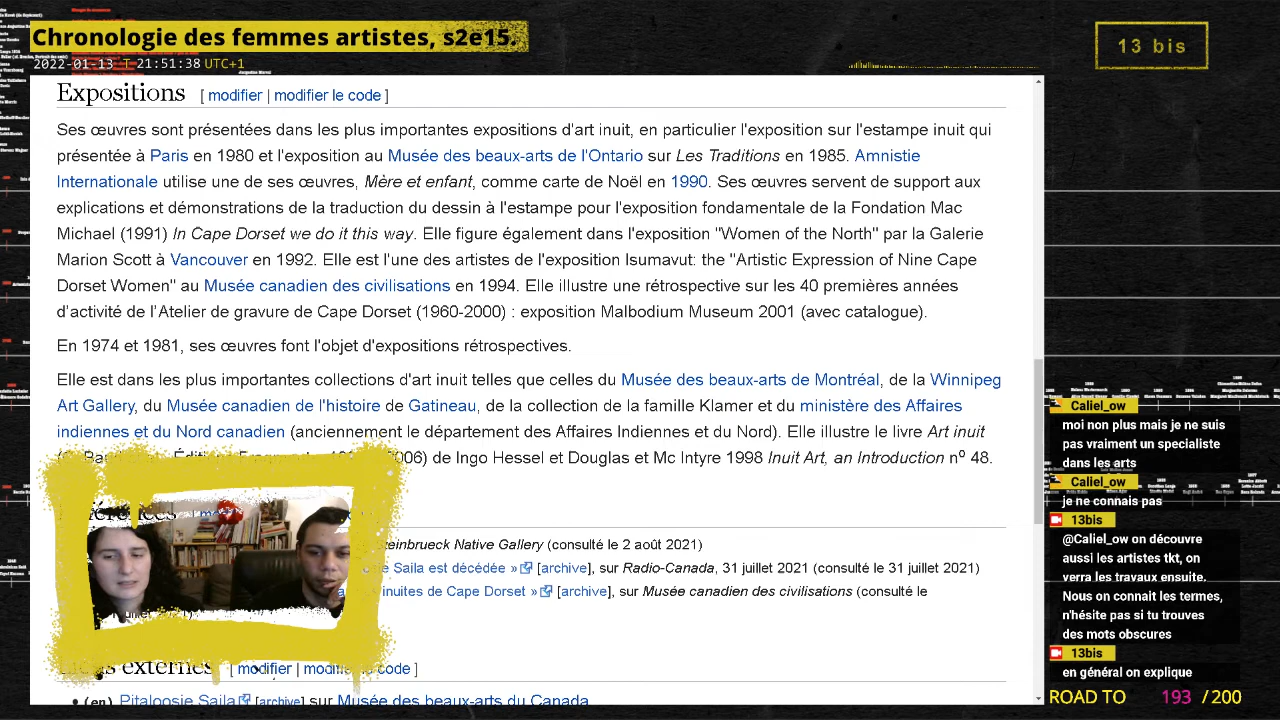 Chronologie des femmes artistes, s2e15
2022-01-13 T 21:51:38 UTC+1
13 bis
Expositions [ modifier | modifier le code ]
Ses œuvres sont présentées dans les plus importantes expositions d'art inuit, en particulier l'exposition sur l'estampe inuit qui
présentée à Paris en 1980 et l'exposition au Musée des beaux-arts de l'Ontario sur Les Traditions en 1985. Amnistie
Internationale utilise une de ses œuvres, Mère et enfant, comme carte de Noël en 1990. Ses œuvres servent de support aux
explications et démonstrations de la traduction du dessin à l'estampe pour l'exposition fondamentale de la Fondation Mac
Michael (1991) In Cape Dorset we do it this way. Elle figure également dans l'exposition "Women of the North" par la Galerie
Marion Scott à Vancouver en 1992. Elle est l'une des artistes de l'exposition Isumavut: the "Artistic Expression of Nine Cape
Dorset Women" au Musée canadien des civilisations en 1994. Elle illustre une rétrospective sur les 40 premières années
d'activité de l'Atelier de gravure de Cape Dorset (1960-2000) : exposition Malbodium Museum 2001 (avec catalogue).
En 1974 et 1981, ses œuvres font l'objet d'expositions rétrospectives.
Elle est dans les plus importantes collections d'art inuit telles que celles du Musée des beaux-arts de Montréal, de la Winnipeg
Art Gallery, du Musée canadien de l'histoire de Gatineau, de la collection de la famille Klamer et du ministère des Affaires
indiennes et du Nord canadien (anciennement le département des Affaires Indiennes et du Nord). Elle illustre le livre Art inuit
de Ingo Hessel et Douglas et Mc Intyre 1998 Inuit Art, an Introduction nº 48.
Native Gallery (consulté le 2 août 2021)
Saila est décédée » [archive], sur Radio-Canada, 31 juillet 2021 (consulté le 31 juillet 2021)
inuites de Cape Dorset » [archive], sur Musée canadien des civilisations (consulté le
externes [ modifier | modifier le code ]
• (en) Pitaloosie Saila [archive] sur Musée des beaux-arts du Canada
Caliel_ow
moi non plus mais je ne suis
pas vraiment un specialiste
dans les arts
Caliel_ow
je ne connais pas
13bis
@Caliel_ow on découvre
aussi les artistes tkt, on
verra les travaux ensuite.
Nous on connait les termes,
n'hésite pas si tu trouves
des mots obscures
13bis
en général on explique
ROAD TO 193 / 200